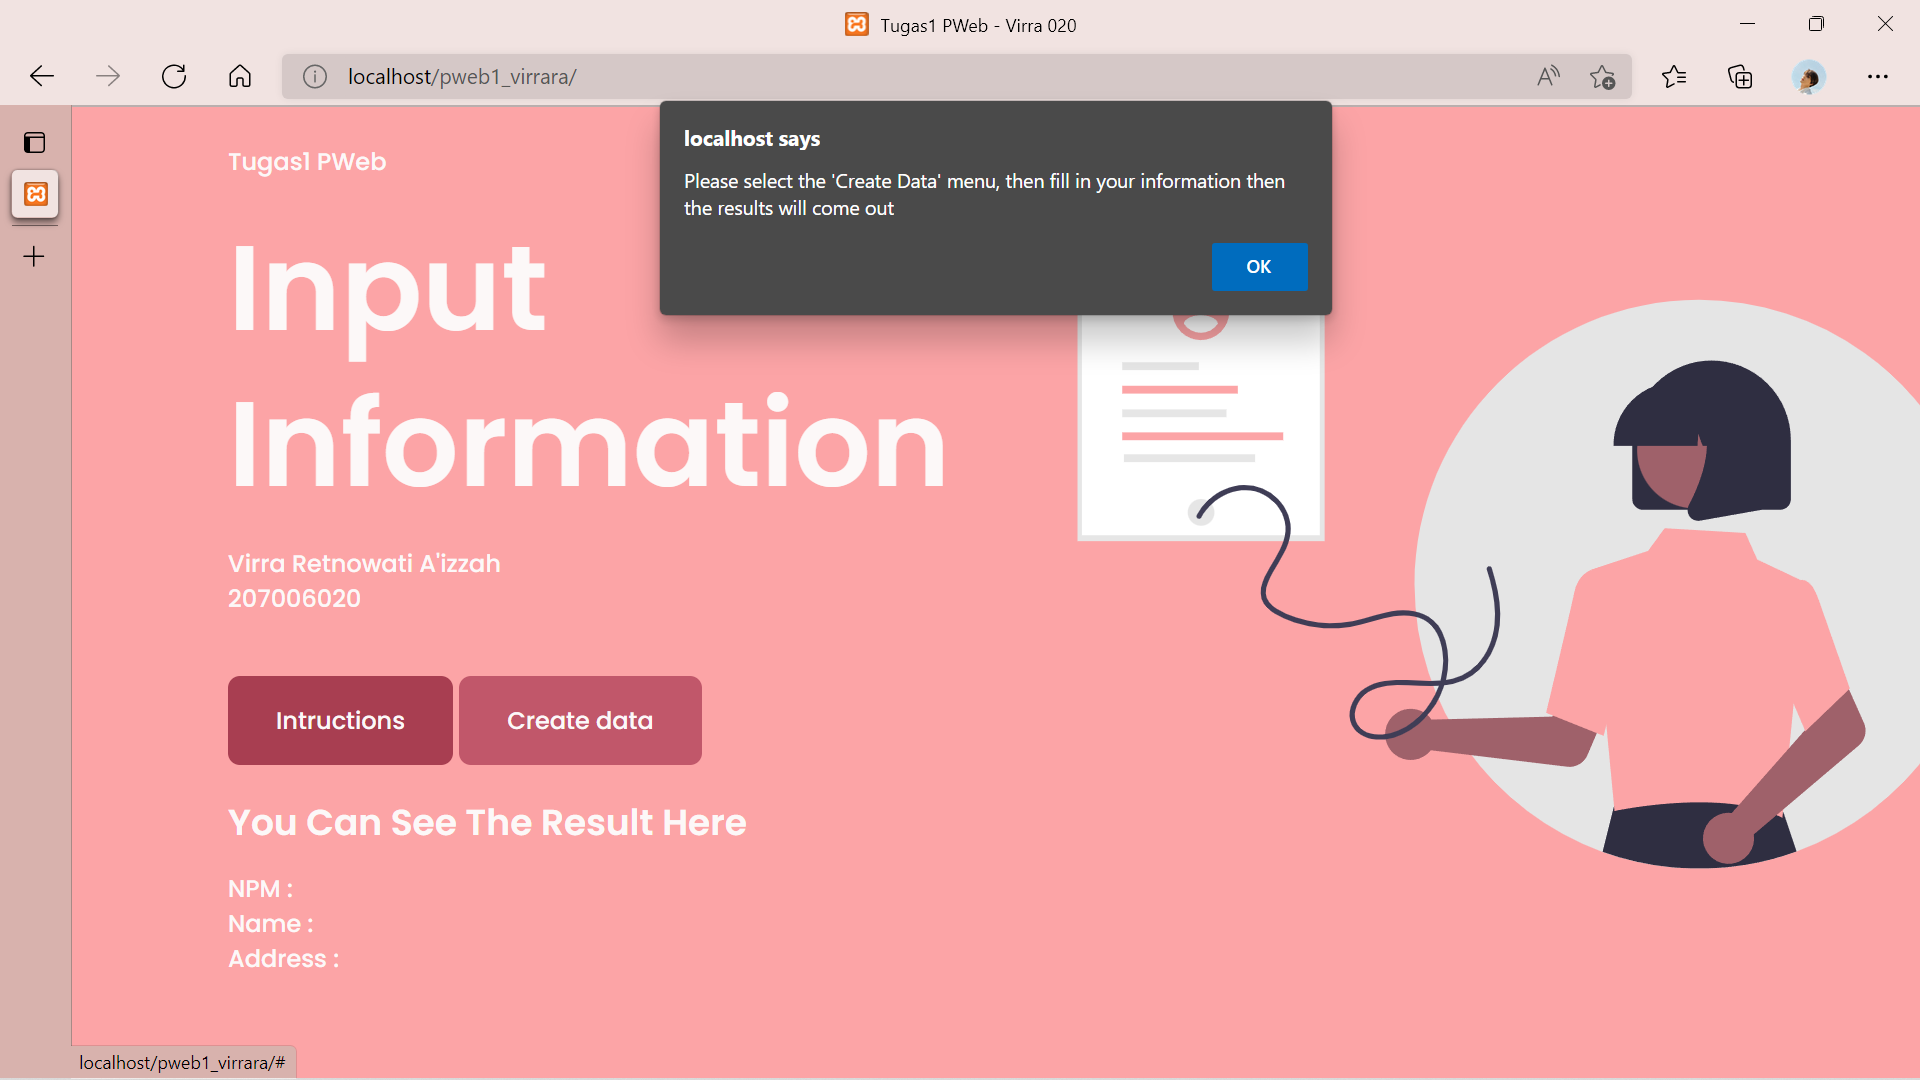 Tugas1 PWeb - Virra 020
localhost/pweb1_virrara/
localhost says
Please select the 'Create Data' menu, then fill in your information then
the results will come out
OK
Tugas1 PWeb
Input
Information
Virra Retnowati A'izzah
207006020
Intructions
Create data
You Can See The Result Here
NPM :
Name :
Address :
localhost/pweb1_virrara/#